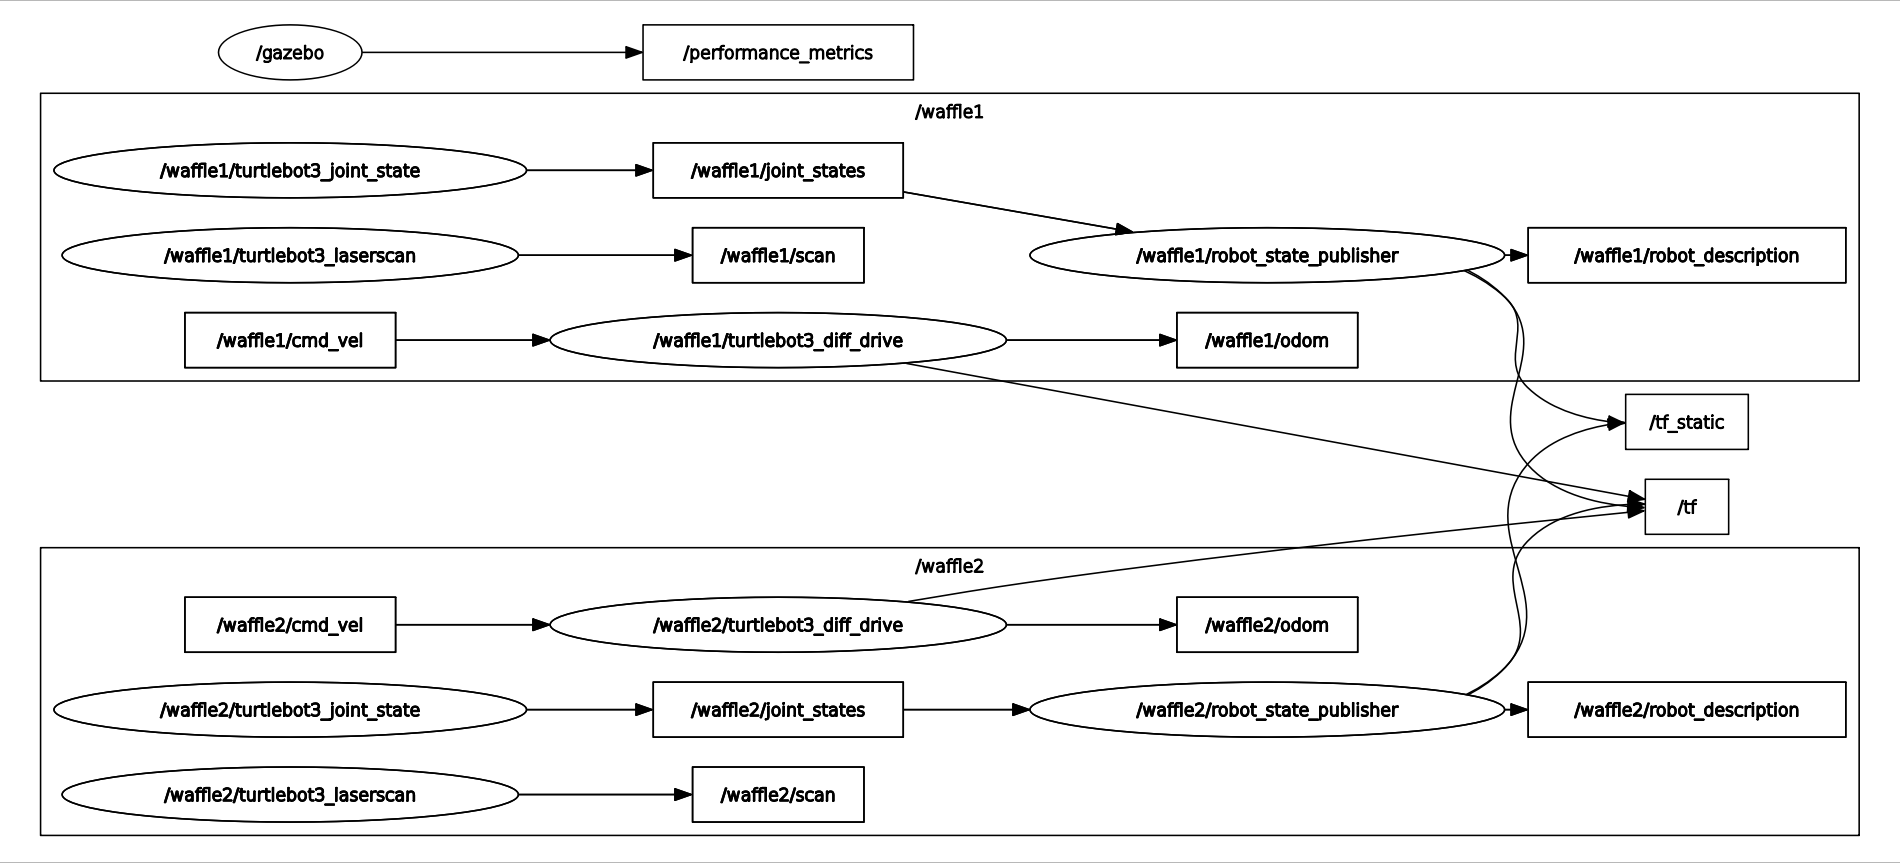 /gazebo
/performance_metrics
/waffle1
/waffle1/turtlebot3_joint_state
/waffle1/joint_states
/waffle1/turtlebot3_laserscan
/waffle1/scan
/waffle1/robot_state_publisher
/waffle1/robot_description
/waffle1/cmd_vel
/waffle1/turtlebot3_diff_drive
/waffle1/odom
/tf_static
/tf
/waffle2
/waffle2/cmd_vel
/waffle2/turtlebot3_diff_drive
/waffle2/odom
/waffle2/turtlebot3_joint_state
/waffle2/joint_states
/waffle2/robot_state_publisher
/waffle2/robot_description
/waffle2/turtlebot3_laserscan
/waffle2/scan